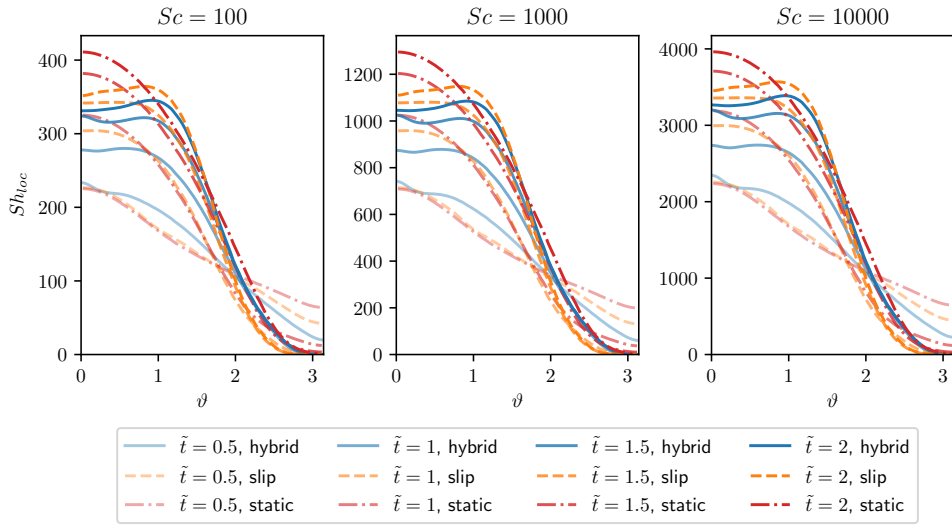 Sc = 100
Sc = 1000
Sc = 10000
Sh_{loc}
400
300
200
100
0
1200
1000
800
600
400
200
0
4000
3000
2000
1000
0
0 1 2 3
0 1 2 3
0 1 2 3
ϑ
ϑ
ϑ
t̃ = 0.5, hybrid t̃ = 1, hybrid t̃ = 1.5, hybrid t̃ = 2, hybrid
t̃ = 0.5, slip t̃ = 1, slip t̃ = 1.5, slip t̃ = 2, slip
t̃ = 0.5, static t̃ = 1, static t̃ = 1.5, static t̃ = 2, static